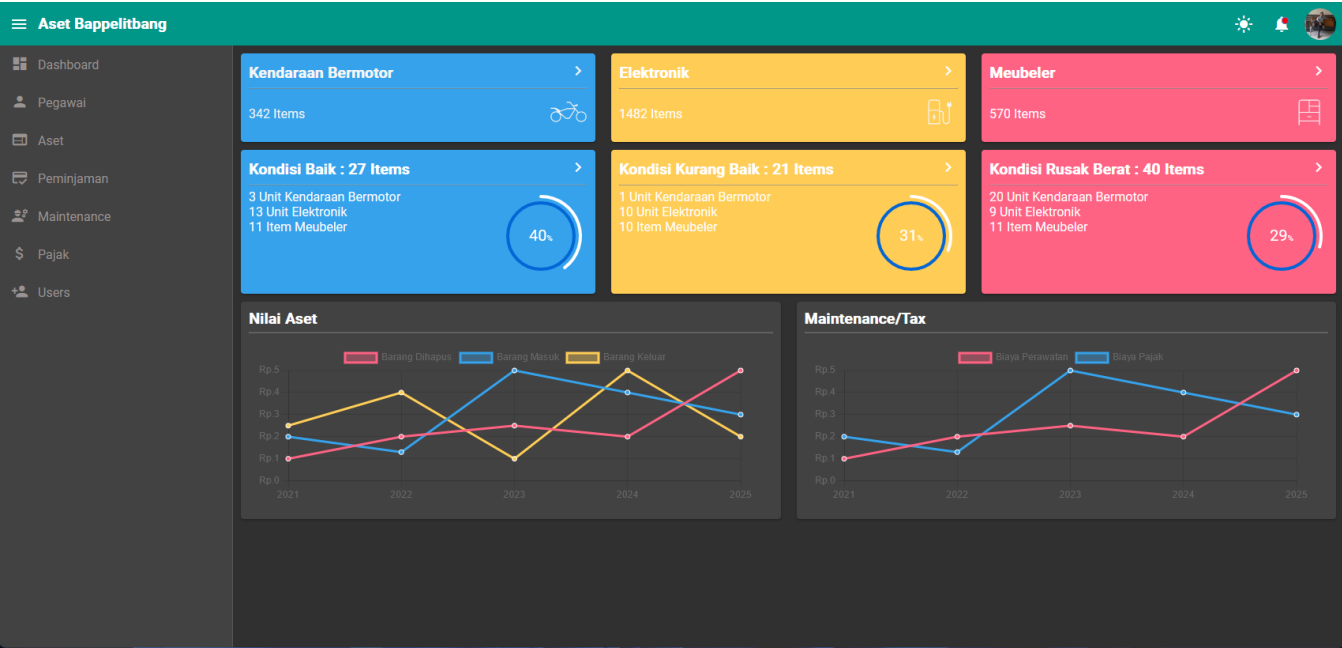 Aset Bappelitbang
Dashboard
Pegawai
Aset
Peminjaman
Maintenance
Pajak
Users
Kendaraan Bermotor
342 Items
Elektronik
1482 Items
Meubeler
570 Items
Kondisi Baik : 27 Items
3 Unit Kendaraan Bermotor
13 Unit Elektronik
11 Item Meubeler
40%
Kondisi Kurang Baik : 21 Items
1 Unit Kendaraan Bermotor
10 Unit Elektronik
10 Item Meubeler
31%
Kondisi Rusak Berat : 40 Items
20 Unit Kendaraan Bermotor
9 Unit Elektronik
11 Item Meubeler
29%
Nilai Aset
Barang Dihapus Barang Masuk Barang Keluar
Rp.5
Rp.4
Rp.3
Rp.2
Rp.1
Rp.0
2021 2022 2023 2024 2025
Maintenance/Tax
Biaya Perawatan Biaya Pajak
Rp.5
Rp.4
Rp.3
Rp.2
Rp.1
Rp.0
2021 2022 2023 2024 2025